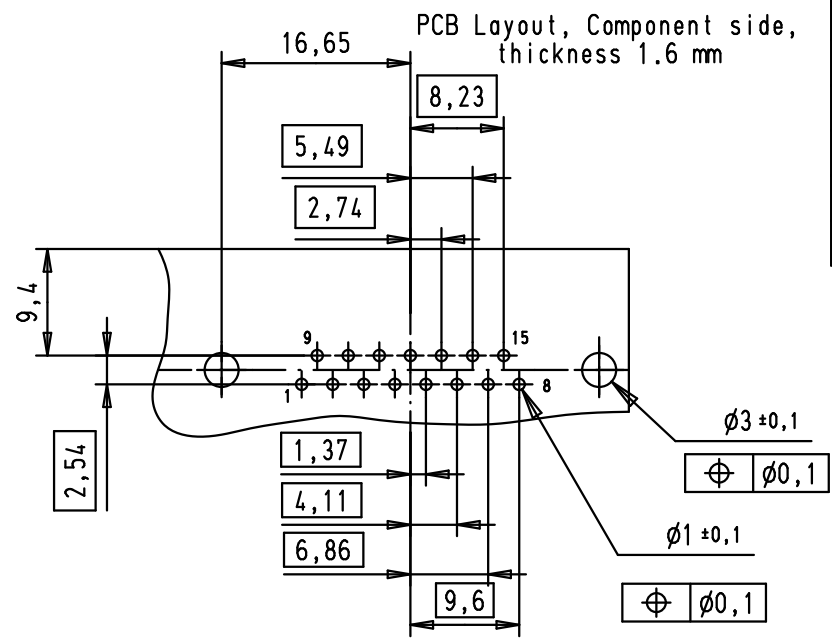 PCB Layout, Component side,
thickness 1.6 mm
16,65
8,23
5,49
2,74
9,4
9
15
1
8
2,54
1,37
4,11
6,86
9,6
Ø3 ±0,1
⌖ Ø0,1
Ø1 ±0,1
⌖ Ø0,1